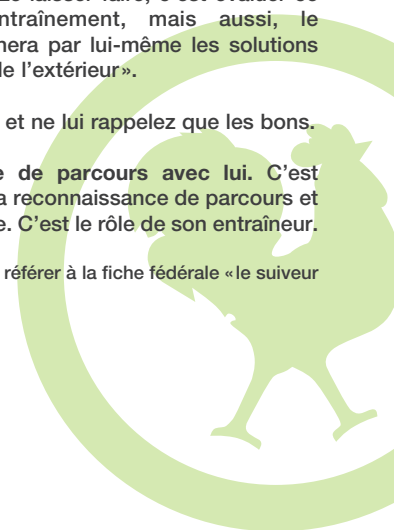 Le laisser faire, c'est évaluer ce
entraînement, mais aussi, le
nera par lui-même les solutions
de l'extérieur».
et ne lui rappelez que les bons.
de parcours avec lui. C'est
a reconnaissance de parcours et
e. C'est le rôle de son entraîneur.
référer à la fiche fédérale «le suiveur